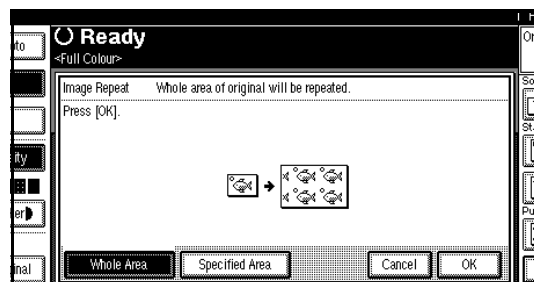 Ready
<Full Colour>
Image Repeat Whole area of original will be repeated.
Press [OK].
Whole Area Specified Area Cancel OK